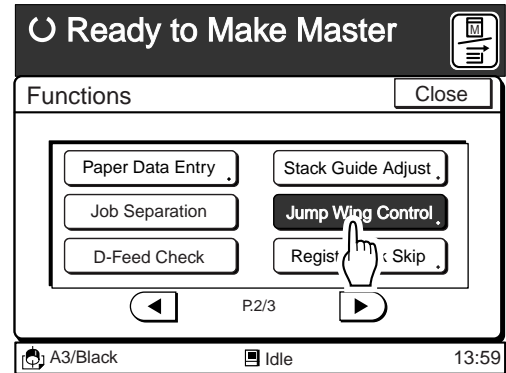 Ready to Make Master
M
Functions
Close
Paper Data Entry
Stack Guide Adjust
Job Separation
Jump Wing Control
D-Feed Check
Regist Skip
P.2/3
A3/Black
Idle
13:59